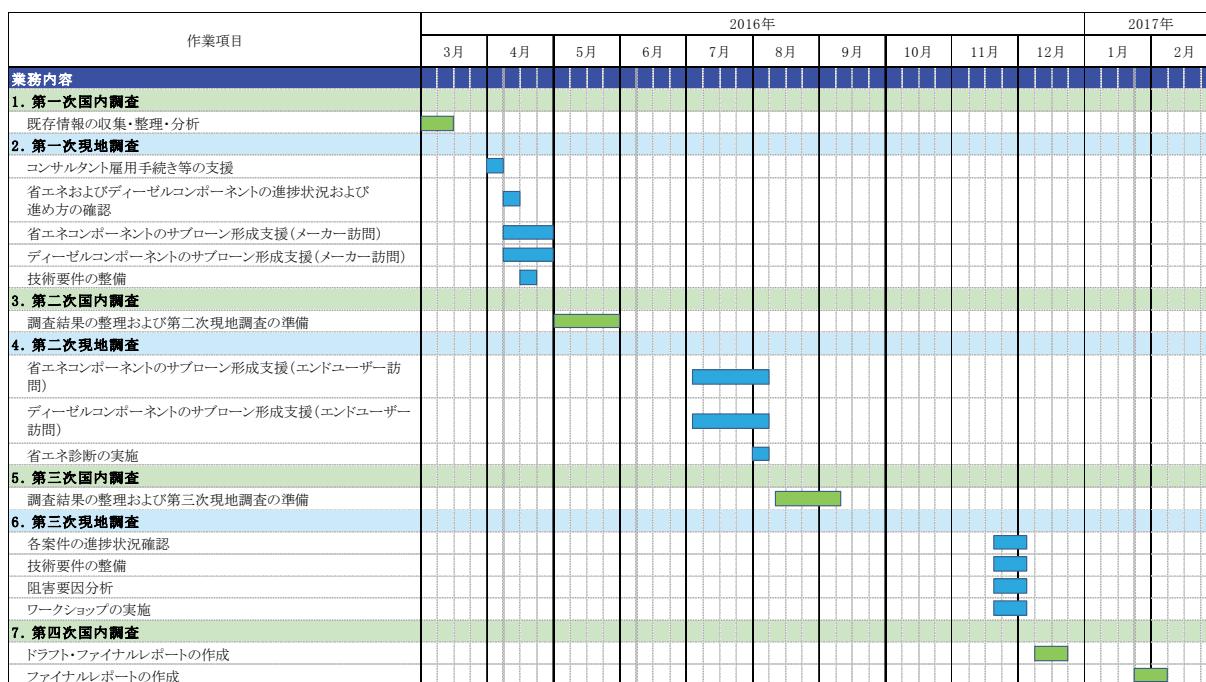 作業項目
2016年
2017年
3月
4月
5月
6月
7月
8月
9月
10月
11月
12月
1月
2月
業務内容
1. 第一次国内調査
既存情報の収集・整理・分析
2. 第一次現地調査
コンサルタント雇用手続き等の支援
省エネおよびディーゼルコンポーネントの進捗状況および
進め方の確認
省エネコンポーネントのサブローン形成支援(メーカー訪問)
ディーゼルコンポーネントのサブローン形成支援(メーカー訪問)
技術要件の整備
3. 第二次国内調査
調査結果の整理および第二次現地調査の準備
4. 第二次現地調査
省エネコンポーネントのサブローン形成支援(エンドユーザー訪
問)
ディーゼルコンポーネントのサブローン形成支援(エンドユーザー
訪問)
省エネ診断の実施
5. 第三次国内調査
調査結果の整理および第三次現地調査の準備
6. 第三次現地調査
各案件の進捗状況確認
技術要件の整備
阻害要因分析
ワークショップの実施
7. 第四次国内調査
ドラフト・ファイナルレポートの作成
ファイナルレポートの作成